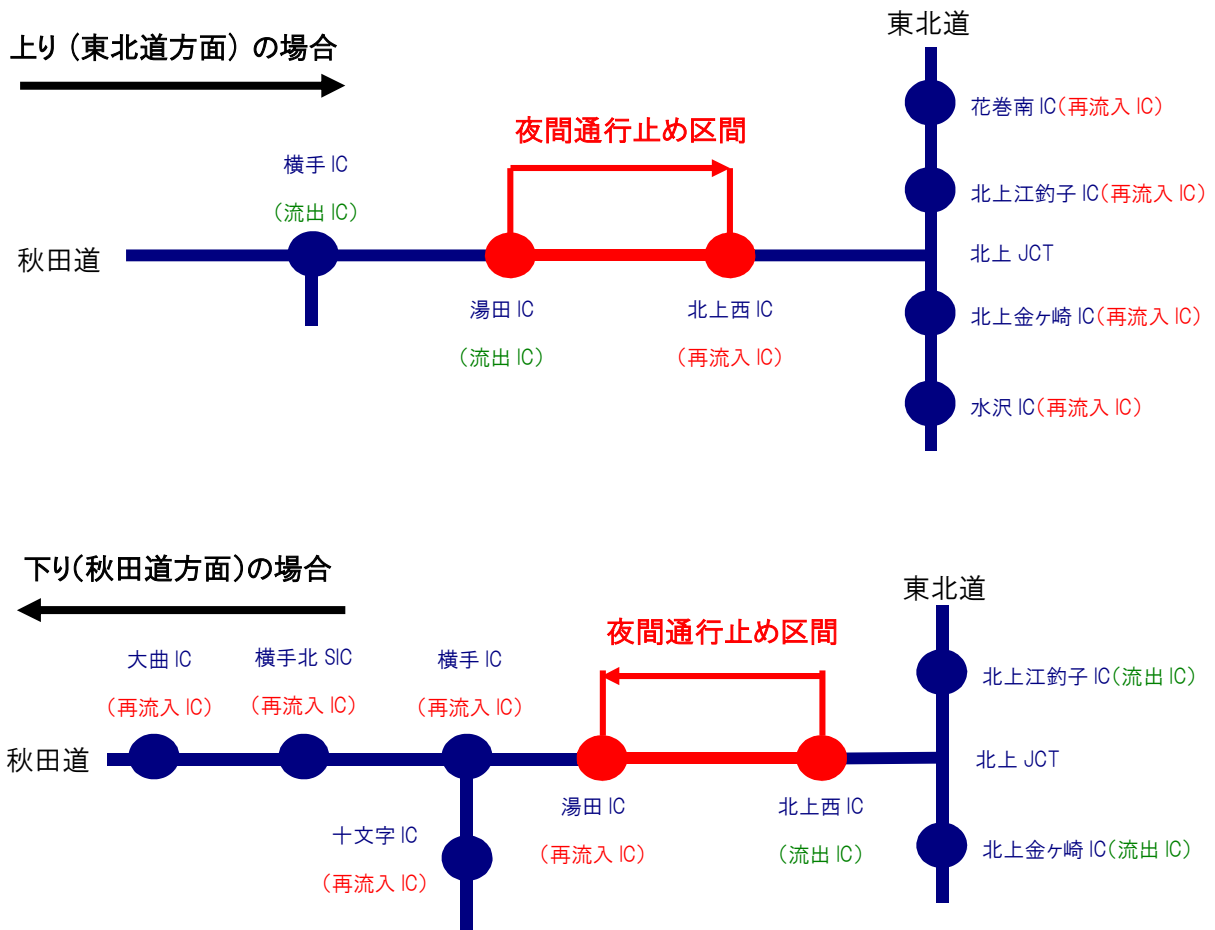 東北道
上り（東北道方面）の場合
花巻南 IC(再流入 IC)
夜間通行止め区間
横手 IC
（流出 IC）
北上江釣子 IC(再流入 IC)
秋田道
北上 JCT
湯田 IC
（流出 IC）
北上西 IC
（再流入 IC）
北上金ヶ崎 IC(再流入 IC)
水沢 IC(再流入 IC)
下り(秋田道方面)の場合
東北道
夜間通行止め区間
大曲 IC
（再流入 IC）
横手北 SIC
（再流入 IC）
横手 IC
（再流入 IC）
北上江釣子 IC(流出 IC)
秋田道
北上 JCT
湯田 IC
（再流入 IC）
北上西 IC
（流出 IC）
十文字 IC
（再流入 IC）
北上金ヶ崎 IC(流出 IC)